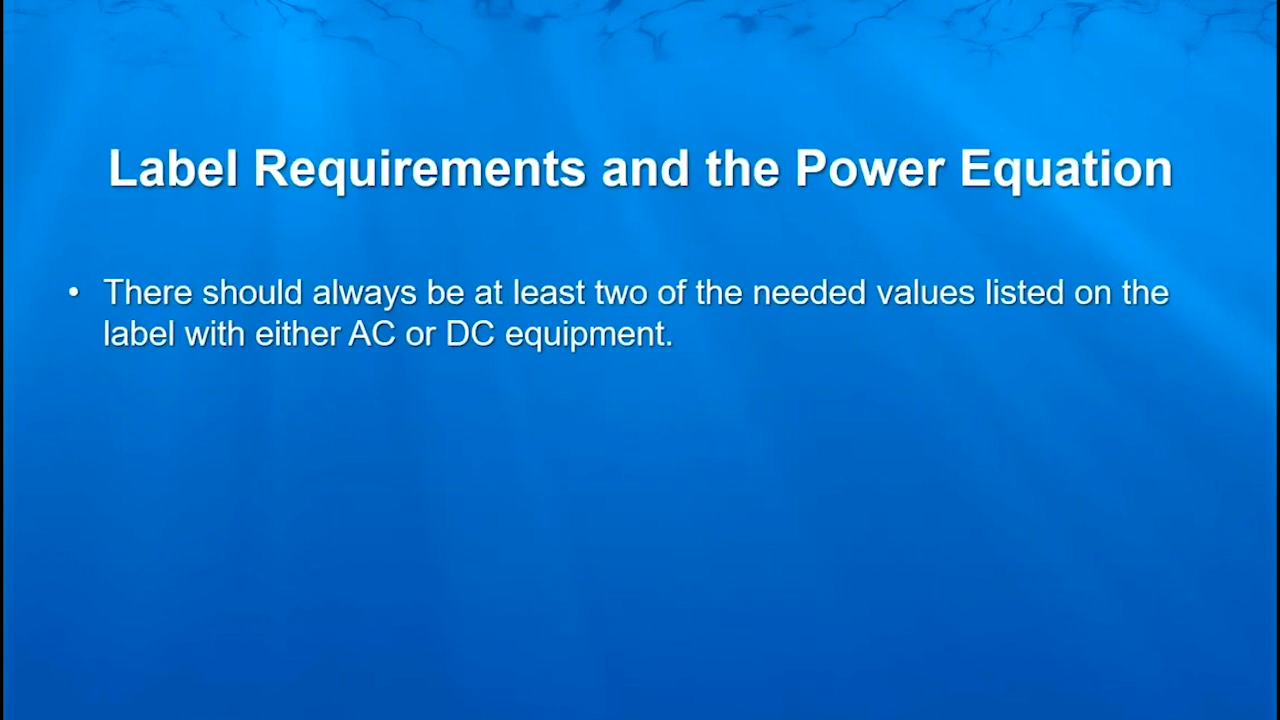 Label Requirements and the Power Equation
• There should always be at least two of the needed values listed on the
label with either AC or DC equipment.